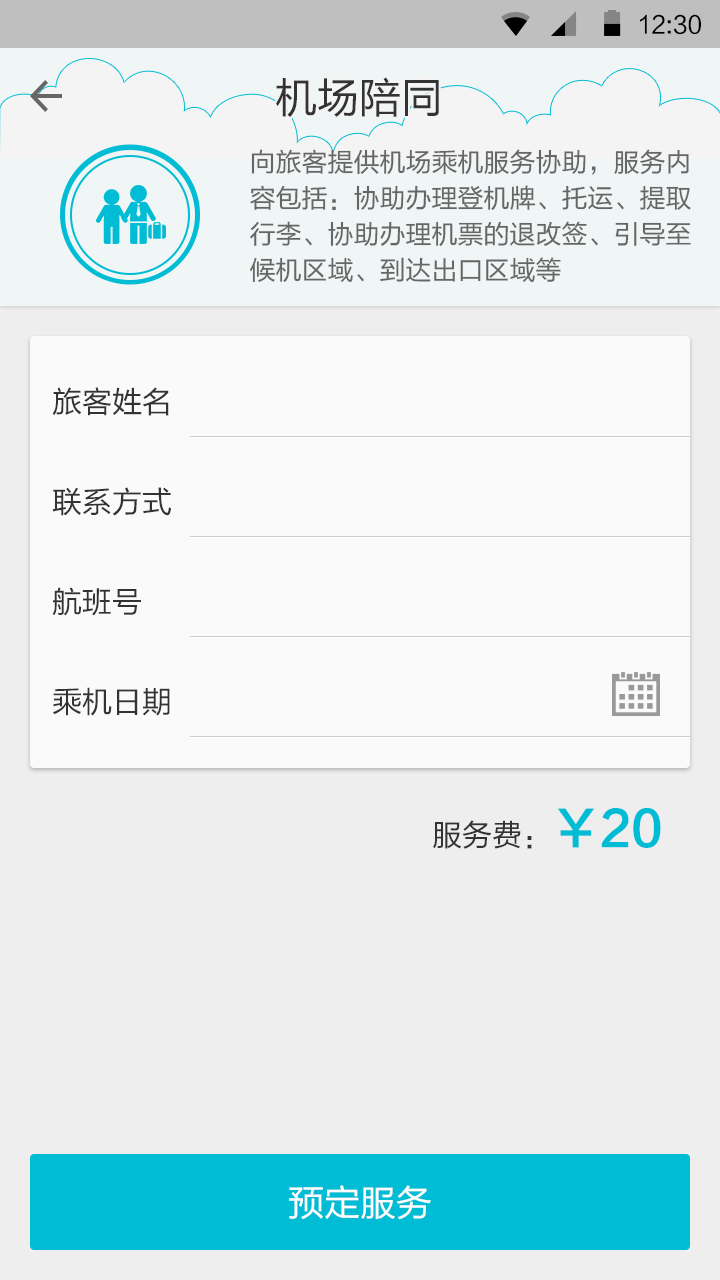 12:30
机场陪同
向旅客提供机场乘机服务协助，服务内
容包括：协助办理登机牌、托运、提取
行李、协助办理机票的退改签、引导至
候机区域、到达出口区域等
旅客姓名
联系方式
航班号
乘机日期
服务费：￥20
预定服务